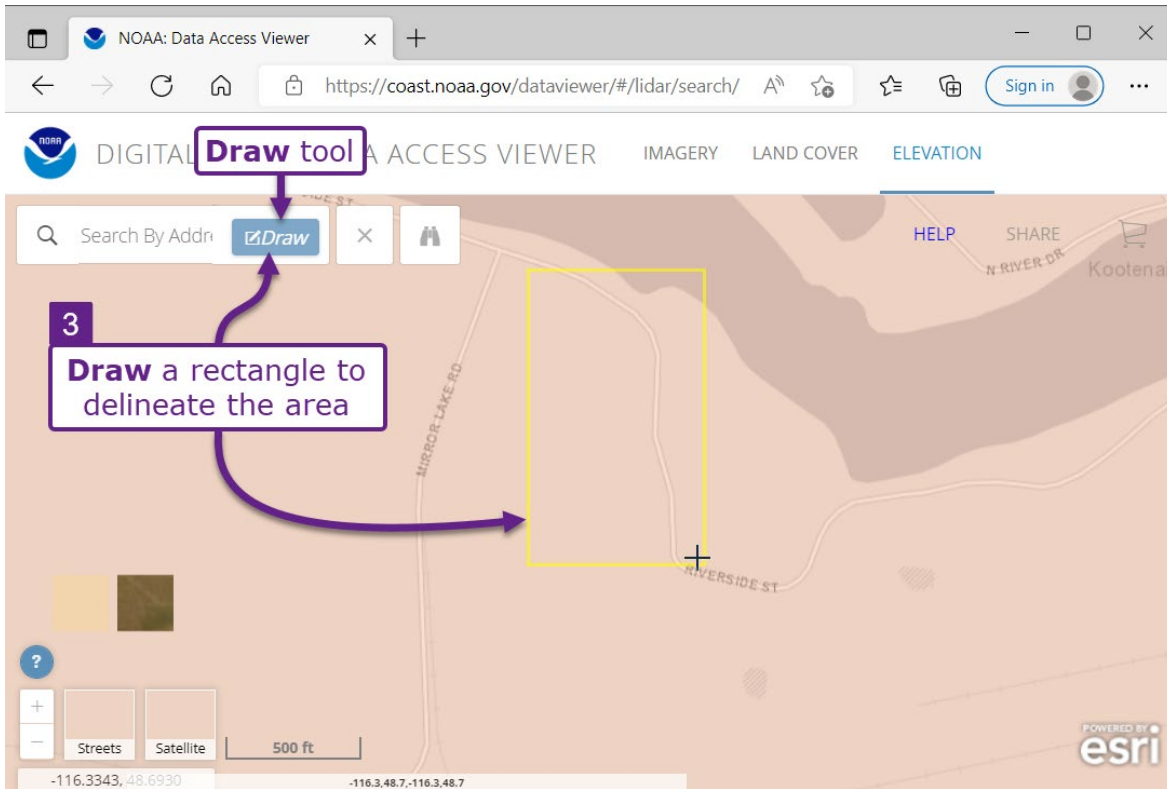 NOAA: Data Access Viewer
https://coast.noaa.gov/dataviewer/#/lidar/search/
Sign in
NOAA
DIGITAL
Draw tool
A ACCESS VIEWER
IMAGERY
LAND COVER
ELEVATION
Search By Addre
Draw
HELP
SHARE
N RIVER DR
Kootena
3
Draw a rectangle to
delineate the area
MIRROR LAKE RD
RIVERSIDE ST
?
+
−
Streets
Satellite
500 ft
POWERED BY
esri
-116.3343, 48.6930
-116.3,48.7,-116.3,48.7